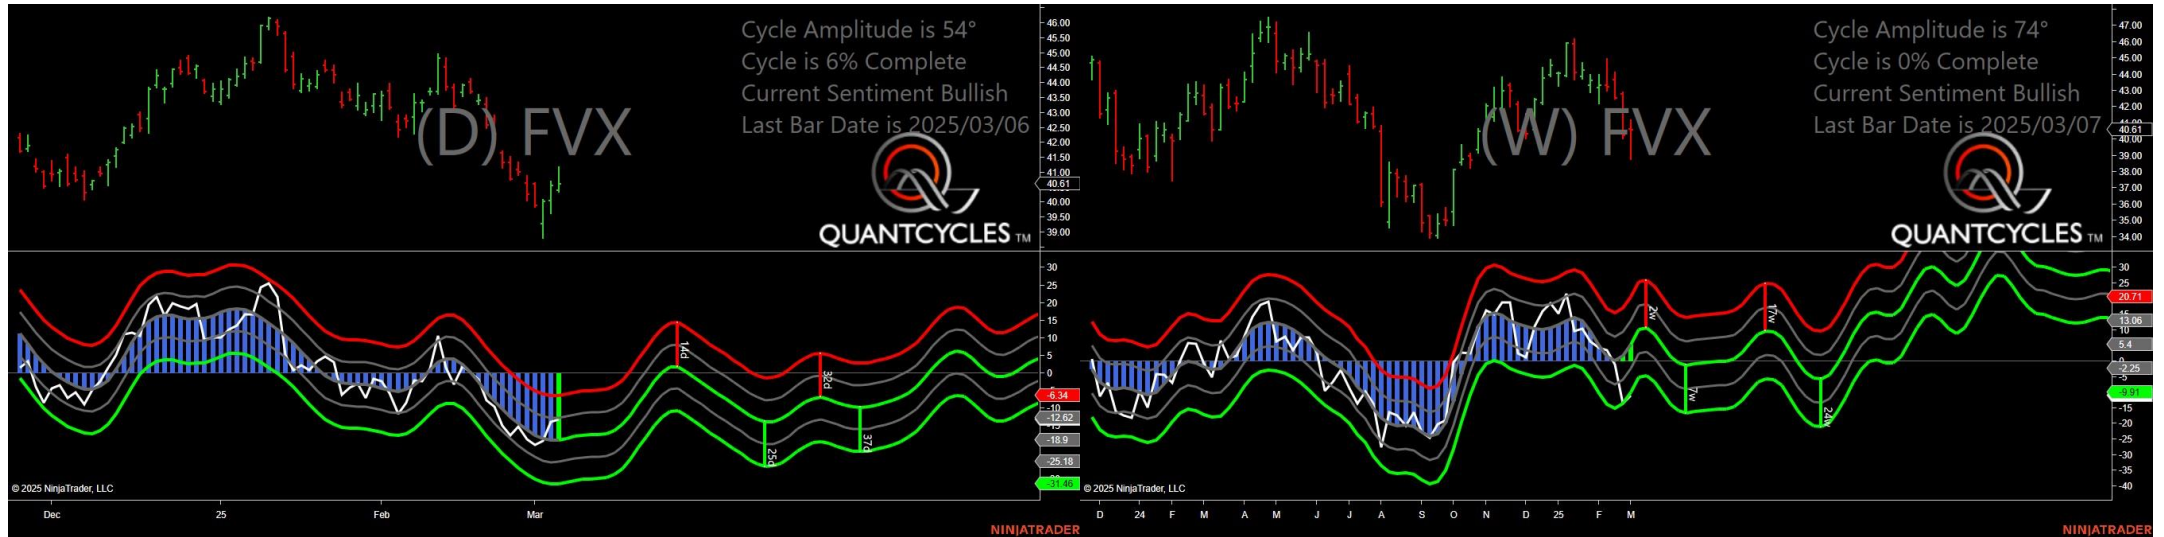 Cycle Amplitude is 54°
Cycle is 6% Complete
Current Sentiment Bullish
Last Bar Date is 2025/03/06
(D) FVX
QUANTCYCLES TM
46.00
45.50
45.00
44.50
44.00
43.50
43.00
42.50
42.00
41.50
41.00
40.61
40.00
39.50
39.00
30
25
20
15
10
5
0
-6.34
-10
-12.62
-18.9
-25.18
-31.46
14d
25d
32d
37d
© 2025 NinjaTrader, LLC
Dec
25
Feb
Mar
NINJATRADER
Cycle Amplitude is 74°
Cycle is 0% Complete
Current Sentiment Bullish
Last Bar Date is 2025/03/07
(W) FVX
QUANTCYCLES TM
47.00
46.00
45.00
44.00
43.00
42.00
40.61
40.00
39.00
38.00
37.00
36.00
35.00
34.00
30
25
20.71
13.06
10
5.4
0
-2.25
-5
-9.91
-15
-20
-25
-30
-35
-40
2w
7w
17w
24w
© 2025 NinjaTrader, LLC
D
24
F
M
A
M
J
J
A
S
O
N
D
25
F
M
NINJATRADER